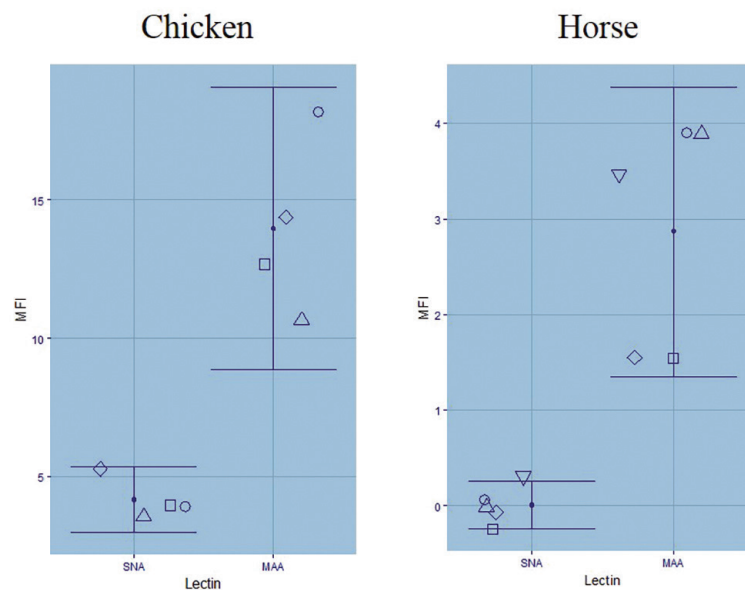 Chicken
Horse
MFI
15
10
5
SNA
MAA
Lectin
MFI
4
3
2
1
0
SNA
MAA
Lectin